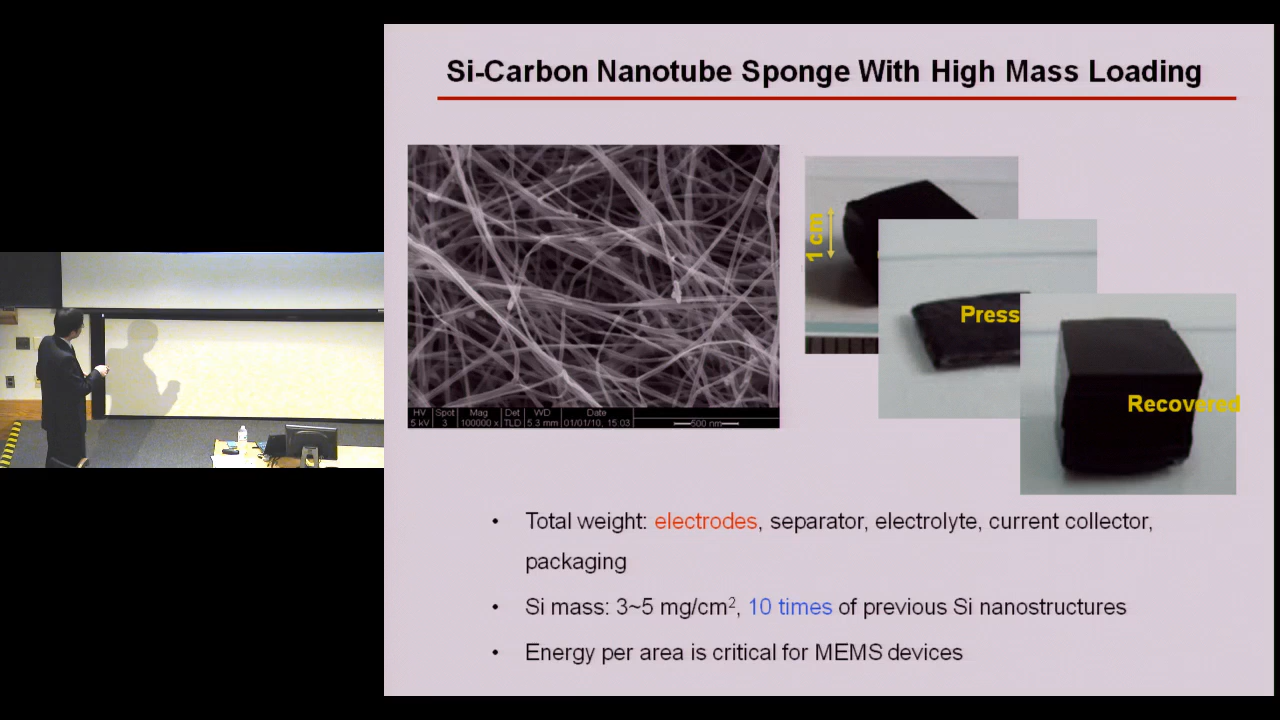 Si-Carbon Nanotube Sponge With High Mass Loading
1 cm
Press
Recovered
HV Spot Mag Det WD Date
5 kV 3 100000 x TLD 5.3 mm 01/01/10, 15:03 500 nm
• Total weight: electrodes, separator, electrolyte, current collector,
packaging
• Si mass: 3~5 mg/cm², 10 times of previous Si nanostructures
• Energy per area is critical for MEMS devices